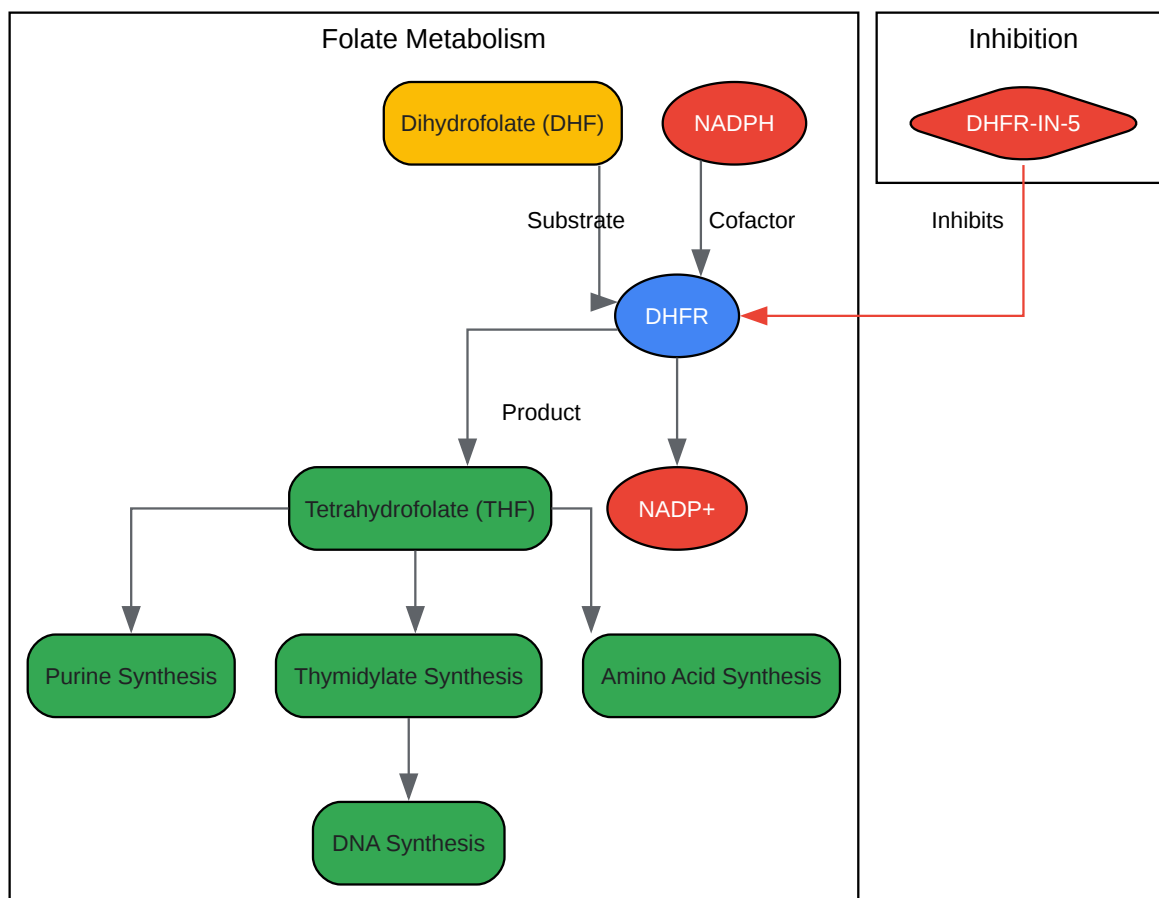 Folate Metabolism
Inhibition
Dihydrofolate (DHF)
NADPH
DHFR-IN-5
Substrate
Cofactor
Inhibits
DHFR
Product
Tetrahydrofolate (THF)
NADP+
Purine Synthesis
Thymidylate Synthesis
Amino Acid Synthesis
DNA Synthesis